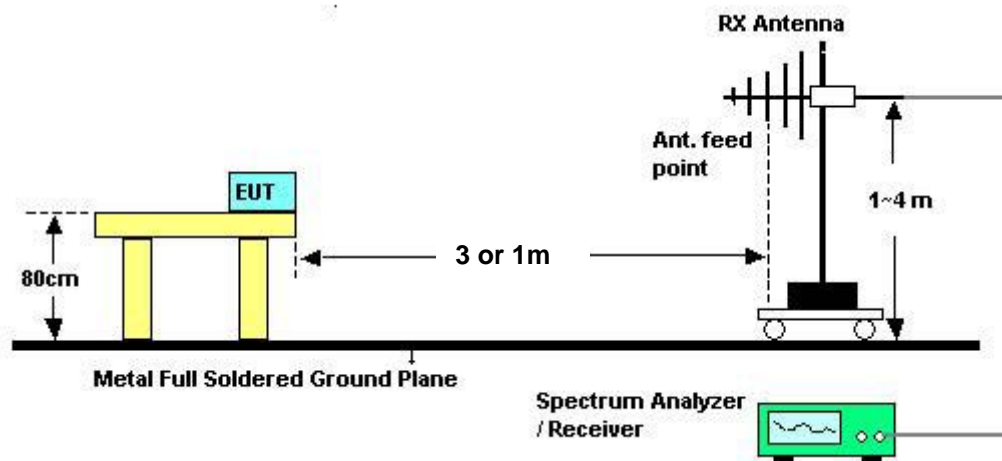 RX Antenna
Ant. feed
point
EUT
1~4 m
3 or 1m
80cm
Metal Full Soldered Ground Plane
Spectrum Analyzer
/ Receiver